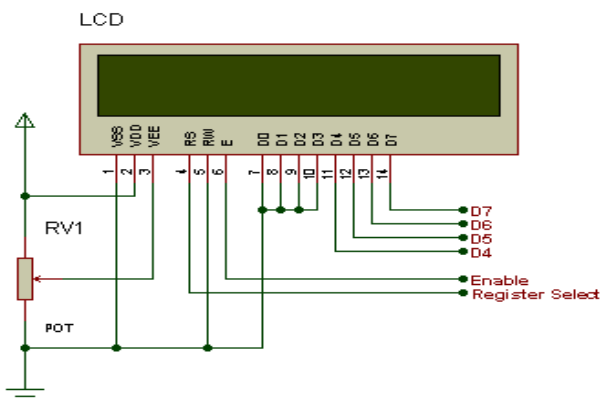 LCD
VSS VDD VEE RS RW E D0 D1 D2 D3 D4 D5 D6 D7
1 2 3 4 5 6 7 8 9 10 11 12 13 14
D7
D6
D5
D4
Enable
Register Select
RV1
POT